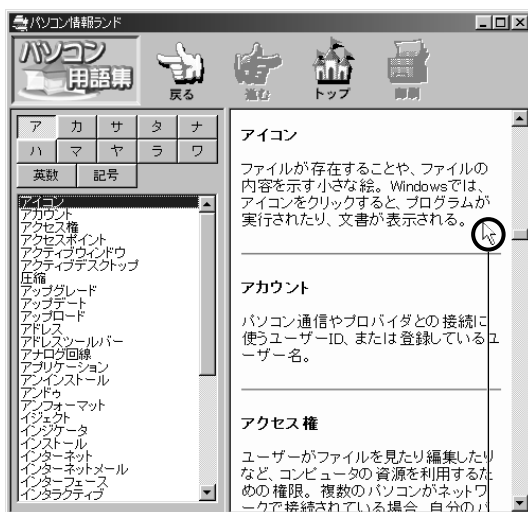 パソコン情報ランド
パソコン
用語集
戻る
進む
トップ
印刷
ア カ サ タ ナ
ハ マ ヤ ラ ワ
英数 記号
アイコン
アカウント
アクセス権
アクセスポイント
アクティブウィンドウ
アクティブデスクトップ
圧縮
アップグレード
アップデート
アップロード
アドレス
アドレスツールバー
アナログ回線
アプリケーション
アンインストール
アンドゥ
アンフォーマット
イジェクト
インジケータ
インストール
インターネット
インターネットメール
インターフェース
インタラクティブ
アイコン
ファイルが存在することや、ファイルの
内容を示す小さな絵。Windowsでは、
アイコンをクリックすると、プログラムが
実行されたり、文書が表示される。
アカウント
パソコン通信やプロバイダとの接続に
使うユーザーID、または登録しているユ
ーザー名。
アクセス権
ユーザーがファイルを見たり編集したり
など、コンピュータの資源を利用するた
めの権限。複数のパソコンがネットワ
ークで接続されている場合、自分のパ